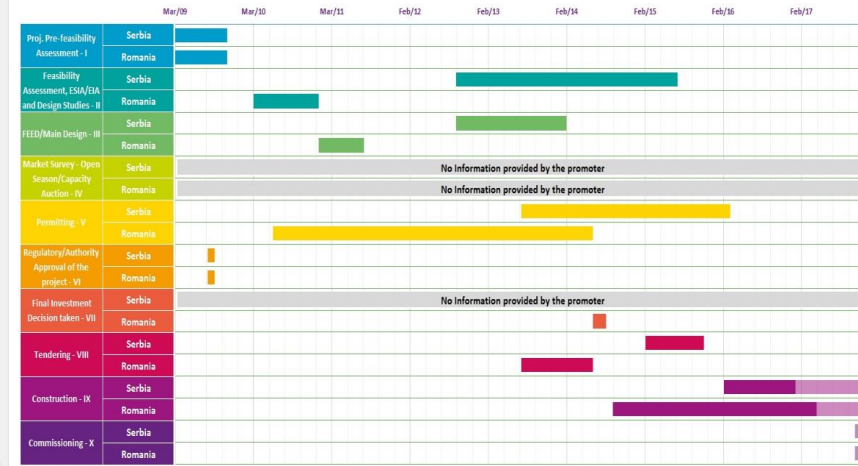 Mar/09 Mar/10 Mar/11 Feb/12 Feb/13 Feb/14 Feb/15 Feb/16 Feb/17
Proj. Pre-feasibility
Assessment - I
Serbia
Romania
Feasibility
Assessment, ESIA/EIA
and Design Studies - II
Serbia
Romania
FEED/Main Design - III
Serbia
Romania
Market Survey - Open
Season/Capacity
Auction - IV
Serbia
No Information provided by the promoter
Romania
No Information provided by the promoter
Permitting - V
Serbia
Romania
Regulatory/Authority
Approval of the
project - VI
Serbia
Romania
Final Investment
Decision taken - VII
Serbia
No Information provided by the promoter
Romania
Tendering - VIII
Serbia
Romania
Construction - IX
Serbia
Romania
Commissioning - X
Serbia
Romania